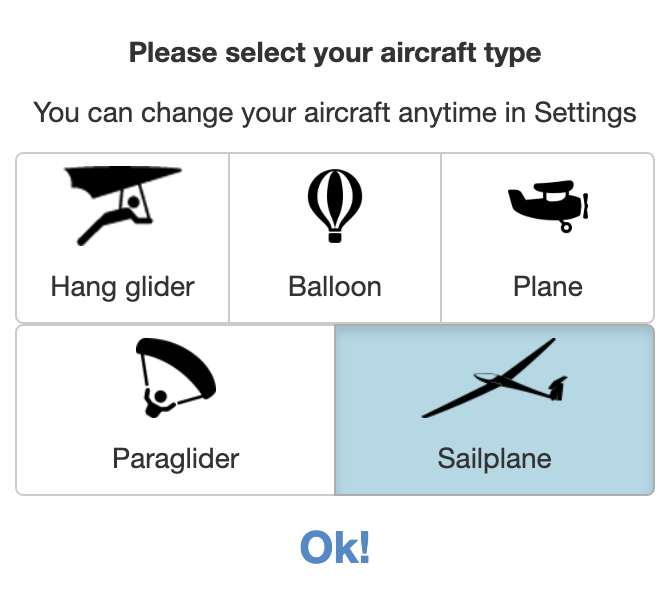 Please select your aircraft type
You can change your aircraft anytime in Settings
Hang glider
Balloon
Plane
Paraglider
Sailplane
Ok!